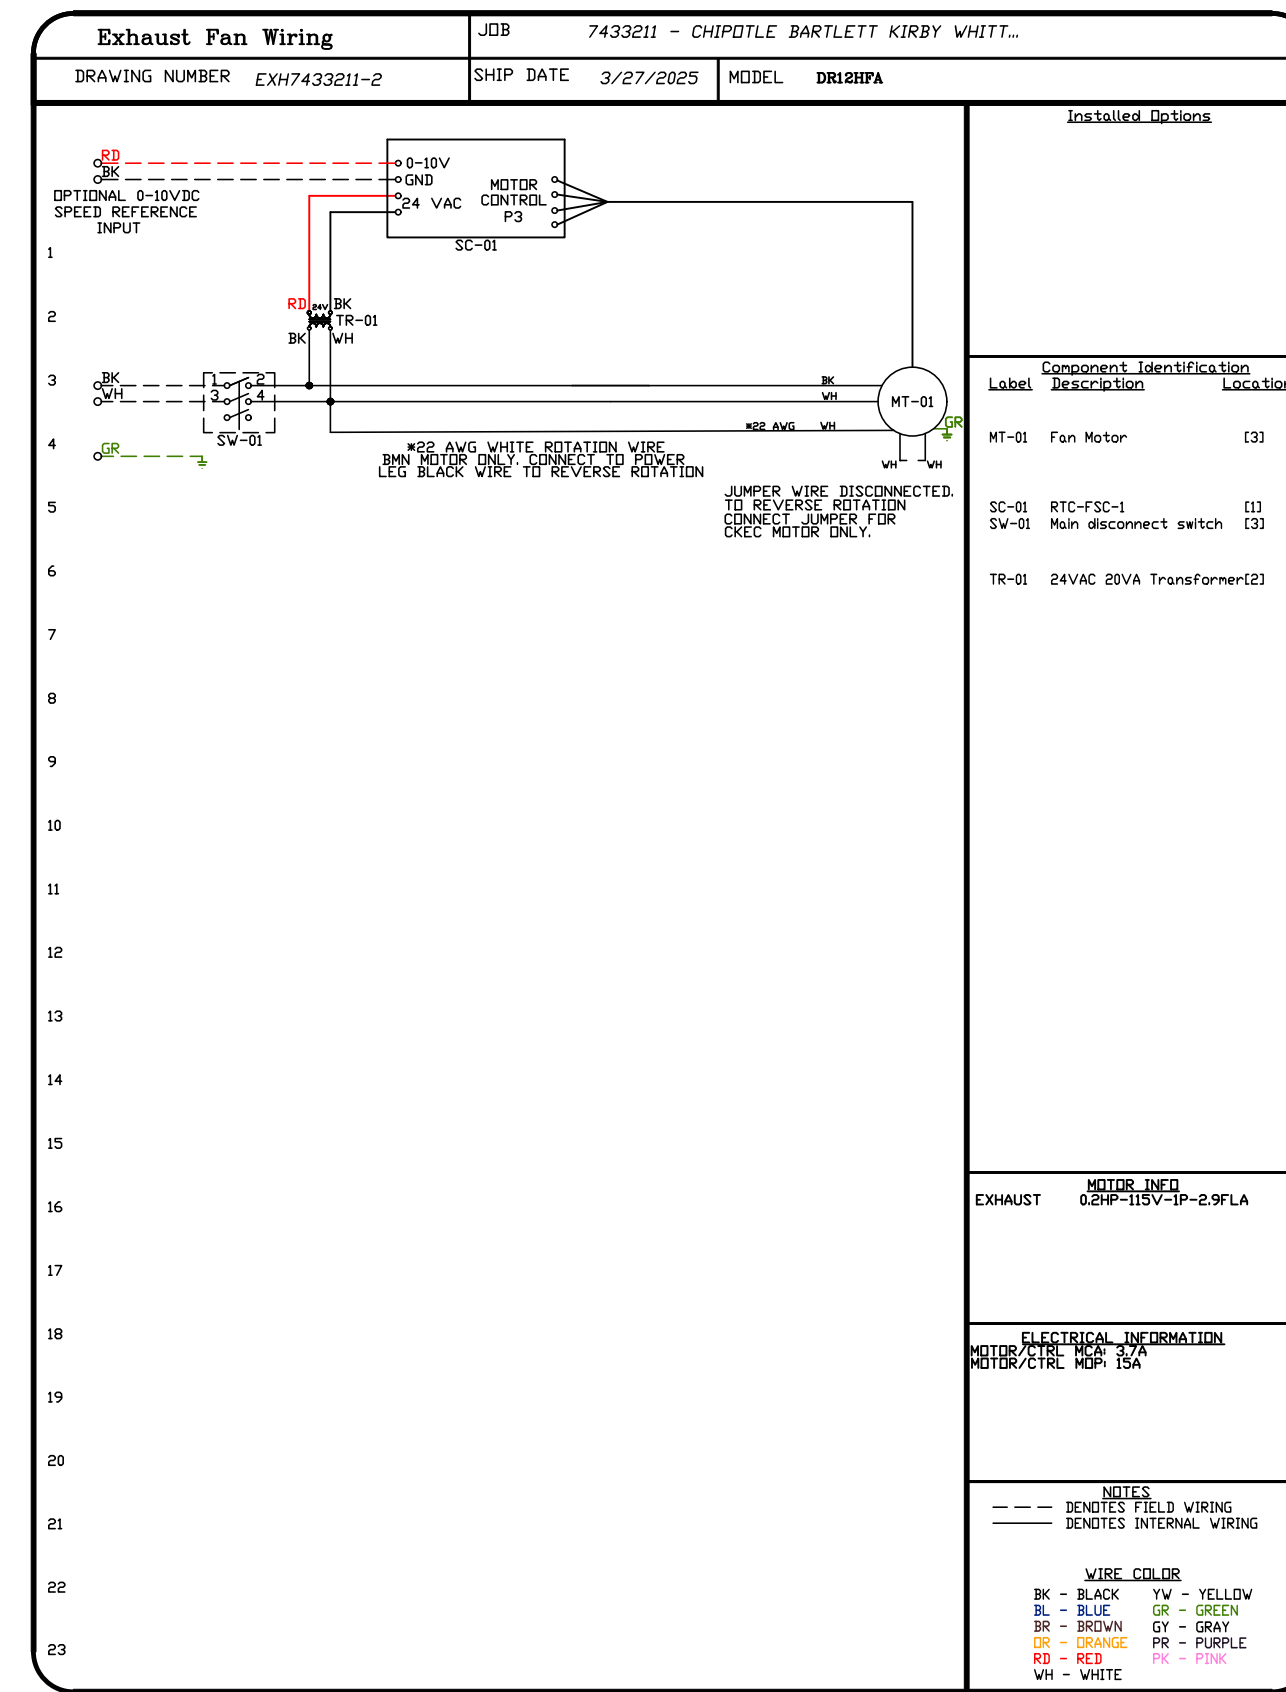 Exhaust Fan Wiring
JOB 7433211 - CHIPOTLE BARTLETT KIRBY WHITT...
DRAWING NUMBER EXH7433211-2
SHIP DATE 3/27/2025
MODEL DR12HFA
RD
BK
OPTIONAL 0-10VDC
SPEED REFERENCE
INPUT
0-10V
GND
24 VAC
MOTOR
CONTROL
P3
SC-01
RD 24V BK
TR-01
BK WH
BK
WH
1 2
3 4
SW-01
GR
BK
WH
*22 AWG WH
MT-01
GR
WH WH
*22 AWG WHITE ROTATION WIRE
BMN MOTOR ONLY. CONNECT TO POWER
LEG BLACK WIRE TO REVERSE ROTATION
JUMPER WIRE DISCONNECTED.
TO REVERSE ROTATION
CONNECT JUMPER FOR
CKEC MOTOR ONLY.
1
2
3
4
5
6
7
8
9
10
11
12
13
14
15
16
17
18
19
20
21
22
23
Installed Options
Component Identification
Label Description Location
MT-01 Fan Motor [3]
SC-01 RTC-FSC-1 [1]
SW-01 Main disconnect switch [3]
TR-01 24VAC 20VA Transformer[2]
MOTOR INFO
EXHAUST 0.2HP-115V-1P-2.9FLA
ELECTRICAL INFORMATION
MOTOR/CTRL MCA: 3.7A
MOTOR/CTRL MOP: 15A
NOTES
DENOTES FIELD WIRING
DENOTES INTERNAL WIRING
WIRE COLOR
BK - BLACK YW - YELLOW
BL - BLUE GR - GREEN
BR - BROWN GY - GRAY
OR - ORANGE PR - PURPLE
RD - RED PK - PINK
WH - WHITE